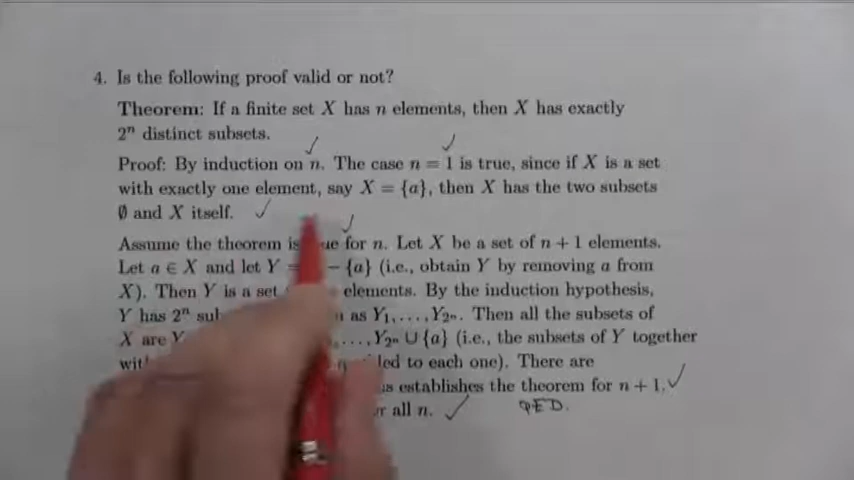 4. Is the following proof valid or not?
Theorem: If a finite set X has n elements, then X has exactly
2ⁿ distinct subsets.
Proof: By induction on n. The case n = 1 is true, since if X is a set
with exactly one element, say X = {a}, then X has the two subsets
∅ and X itself.
Assume the theorem is for n. Let X be a set of n + 1 elements.
Let a ∈ X and let Y = − {a} (i.e., obtain Y by removing a from
X). Then Y is a set elements. By the induction hypothesis,
Y has 2ⁿ as Y₁, . . . , Y₂ⁿ. Then all the subsets of
X are . . . , Y₂ⁿ ∪ {a} (i.e., the subsets of Y together
to each one). There are
establishes the theorem for n + 1,
all n. QED.